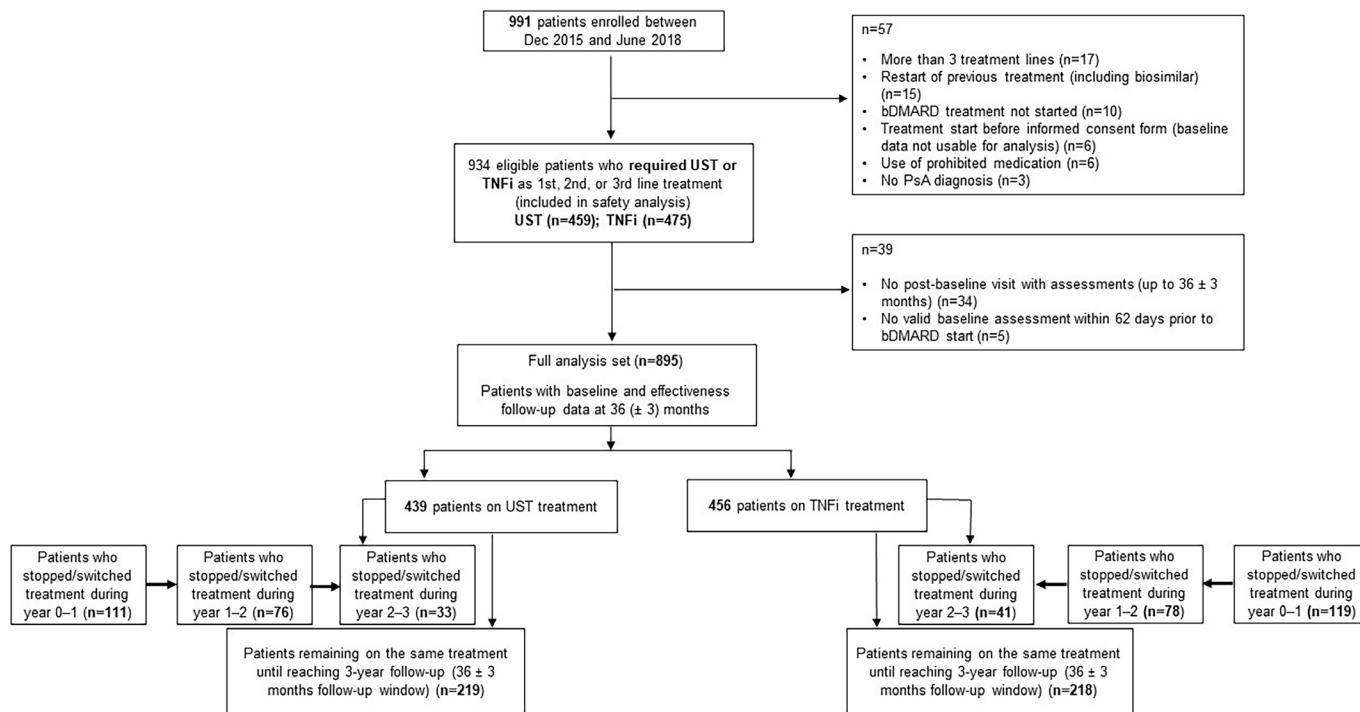 991 patients enrolled between
Dec 2015 and June 2018
n=57
• More than 3 treatment lines (n=17)
• Restart of previous treatment (including biosimilar)
(n=15)
• bDMARD treatment not started (n=10)
• Treatment start before informed consent form (baseline
data not usable for analysis) (n=6)
• Use of prohibited medication (n=6)
• No PsA diagnosis (n=3)
934 eligible patients who required UST or
TNFi as 1st, 2nd, or 3rd line treatment
(included in safety analysis)
UST (n=459); TNFi (n=475)
n=39
• No post-baseline visit with assessments (up to 36 ± 3
months) (n=34)
• No valid baseline assessment within 62 days prior to
bDMARD start (n=5)
Full analysis set (n=895)
Patients with baseline and effectiveness
follow-up data at 36 (± 3) months
439 patients on UST treatment
456 patients on TNFi treatment
Patients who
stopped/switched
treatment during
year 0–1 (n=111)
Patients who
stopped/switched
treatment during
year 1–2 (n=76)
Patients who
stopped/switched
treatment during
year 2–3 (n=33)
Patients who
stopped/switched
treatment during
year 2–3 (n=41)
Patients who
stopped/switched
treatment during
year 1–2 (n=78)
Patients who
stopped/switched
treatment during
year 0–1 (n=119)
Patients remaining on the same treatment
until reaching 3-year follow-up (36 ± 3
months follow-up window) (n=219)
Patients remaining on the same treatment
until reaching 3-year follow-up (36 ± 3
months follow-up window) (n=218)